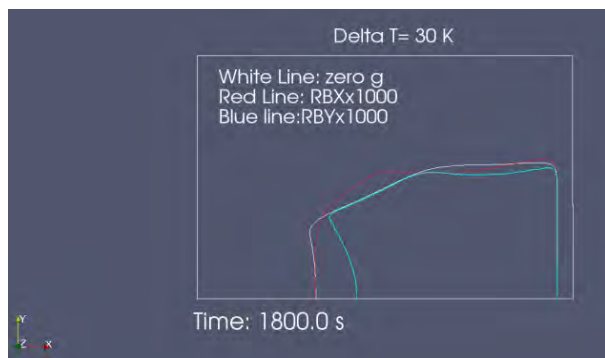 Delta T= 30 K
White Line: zero g
Red Line: RBXx1000
Blue line:RBYx1000
Time: 1800.0 s
Y
Z X